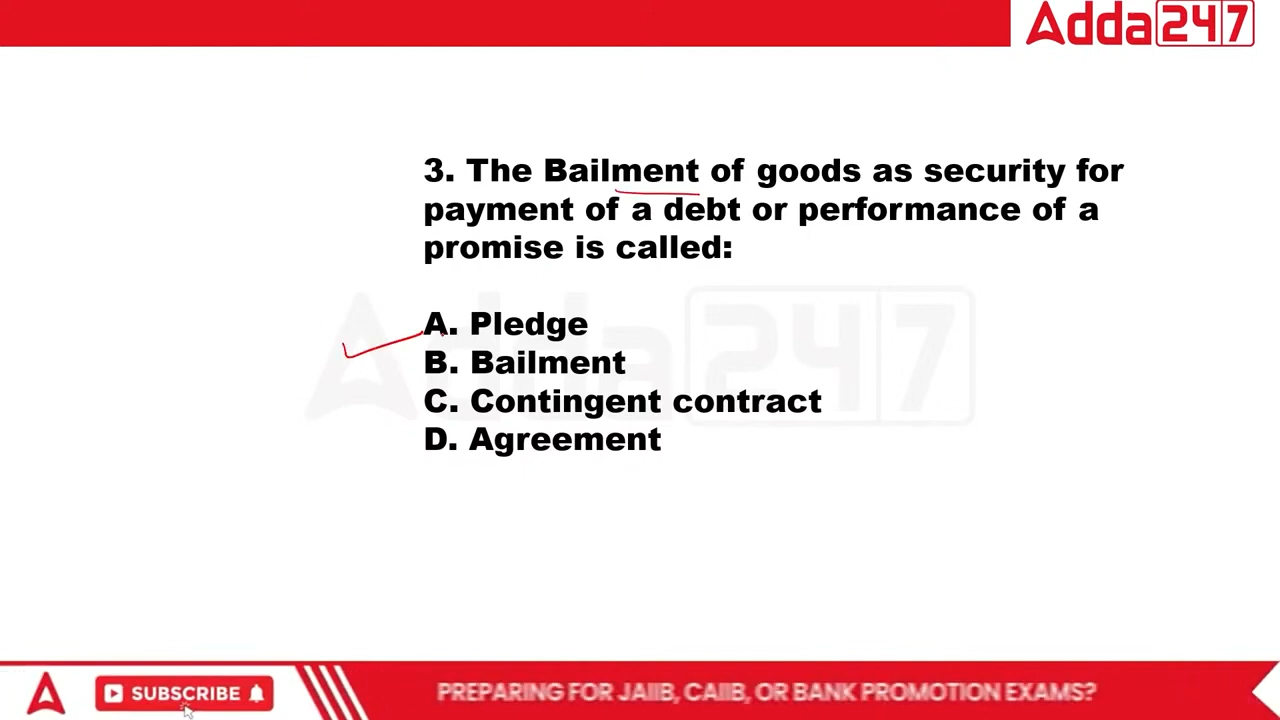 Adda247
3. The Bailment of goods as security for
payment of a debt or performance of a
promise is called:
A. Pledge
B. Bailment
C. Contingent contract
D. Agreement
Adda247
SUBSCRIBE
PREPARING FOR JAIIB, CAIIB, OR BANK PROMOTION EXAMS?